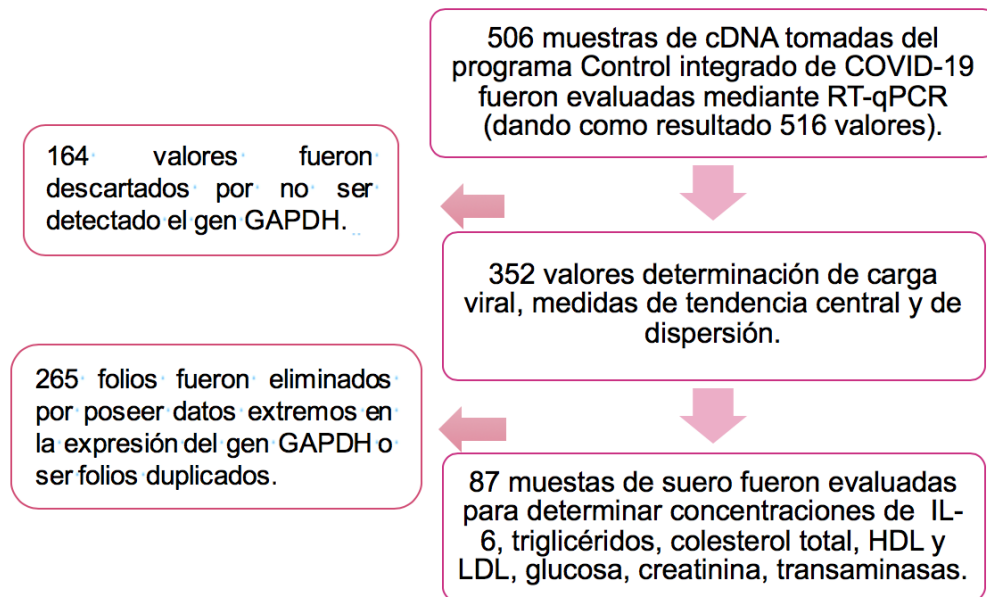 506 muestras de cDNA tomadas del
programa Control integrado de COVID-19
fueron evaluadas mediante RT-qPCR
(dando como resultado 516 valores).
164 valores fueron
descartados por no ser
detectado el gen GAPDH.
352 valores determinación de carga
viral, medidas de tendencia central y de
dispersión.
265 folios fueron eliminados
por poseer datos extremos en
la expresión del gen GAPDH o
ser folios duplicados.
87 muestas de suero fueron evaluadas
para determinar concentraciones de IL-
6, triglicéridos, colesterol total, HDL y
LDL, glucosa, creatinina, transaminasas.